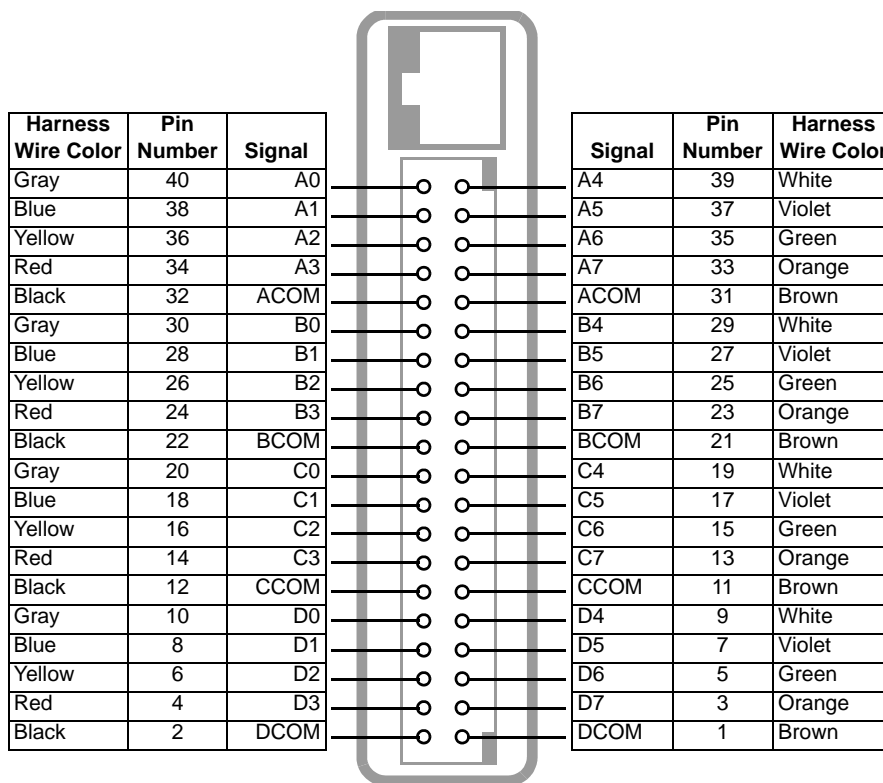 Harness Wire Color Pin Number Signal
Gray 40 A0
Blue 38 A1
Yellow 36 A2
Red 34 A3
Black 32 ACOM
Gray 30 B0
Blue 28 B1
Yellow 26 B2
Red 24 B3
Black 22 BCOM
Gray 20 C0
Blue 18 C1
Yellow 16 C2
Red 14 C3
Black 12 CCOM
Gray 10 D0
Blue 8 D1
Yellow 6 D2
Red 4 D3
Black 2 DCOM
Signal Pin Number Harness Wire Color
A4 39 White
A5 37 Violet
A6 35 Green
A7 33 Orange
ACOM 31 Brown
B4 29 White
B5 27 Violet
B6 25 Green
B7 23 Orange
BCOM 21 Brown
C4 19 White
C5 17 Violet
C6 15 Green
C7 13 Orange
CCOM 11 Brown
D4 9 White
D5 7 Violet
D6 5 Green
D7 3 Orange
DCOM 1 Brown